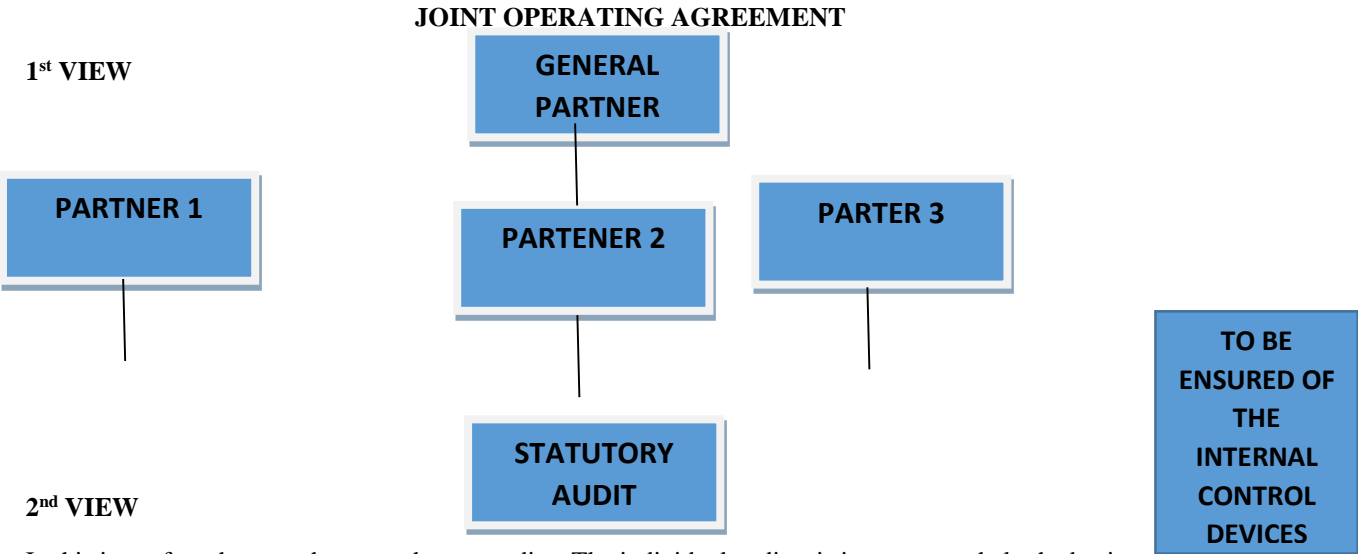 JOINT OPERATING AGREEMENT
1st VIEW
GENERAL
PARTNER
PARTNER 1
PARTENER 2
PARTER 3
TO BE
ENSURED OF
THE
INTERNAL
CONTROL
DEVICES
STATUTORY
AUDIT
2nd VIEW